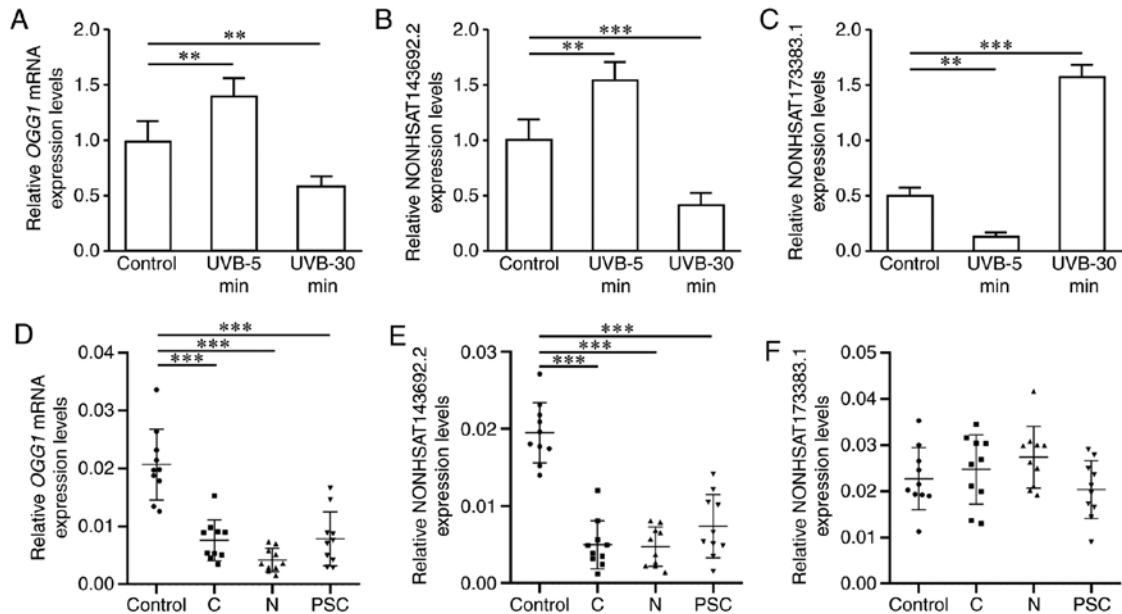 A
Relative OGG1 mRNA
expression levels
2.0
1.5
1.0
0.5
0.0
**
**
Control
UVB-5
min
UVB-30
min
B
Relative NONHSAT143692.2
expression levels
2.0
1.5
1.0
0.5
0.0
***
**
Control
UVB-5
min
UVB-30
min
C
Relative NONHSAT173383.1
expression levels
2.0
1.5
1.0
0.5
0.0
***
**
Control
UVB-5
min
UVB-30
min
D
Relative OGG1 mRNA
expression levels
0.04
0.03
0.02
0.01
0.00
***
***
***
Control
C
N
PSC
E
Relative NONHSAT143692.2
expression levels
0.03
0.02
0.01
0.00
***
***
***
Control
C
N
PSC
F
Relative NONHSAT173383.1
expression levels
0.05
0.04
0.03
0.02
0.01
0.00
Control
C
N
PSC